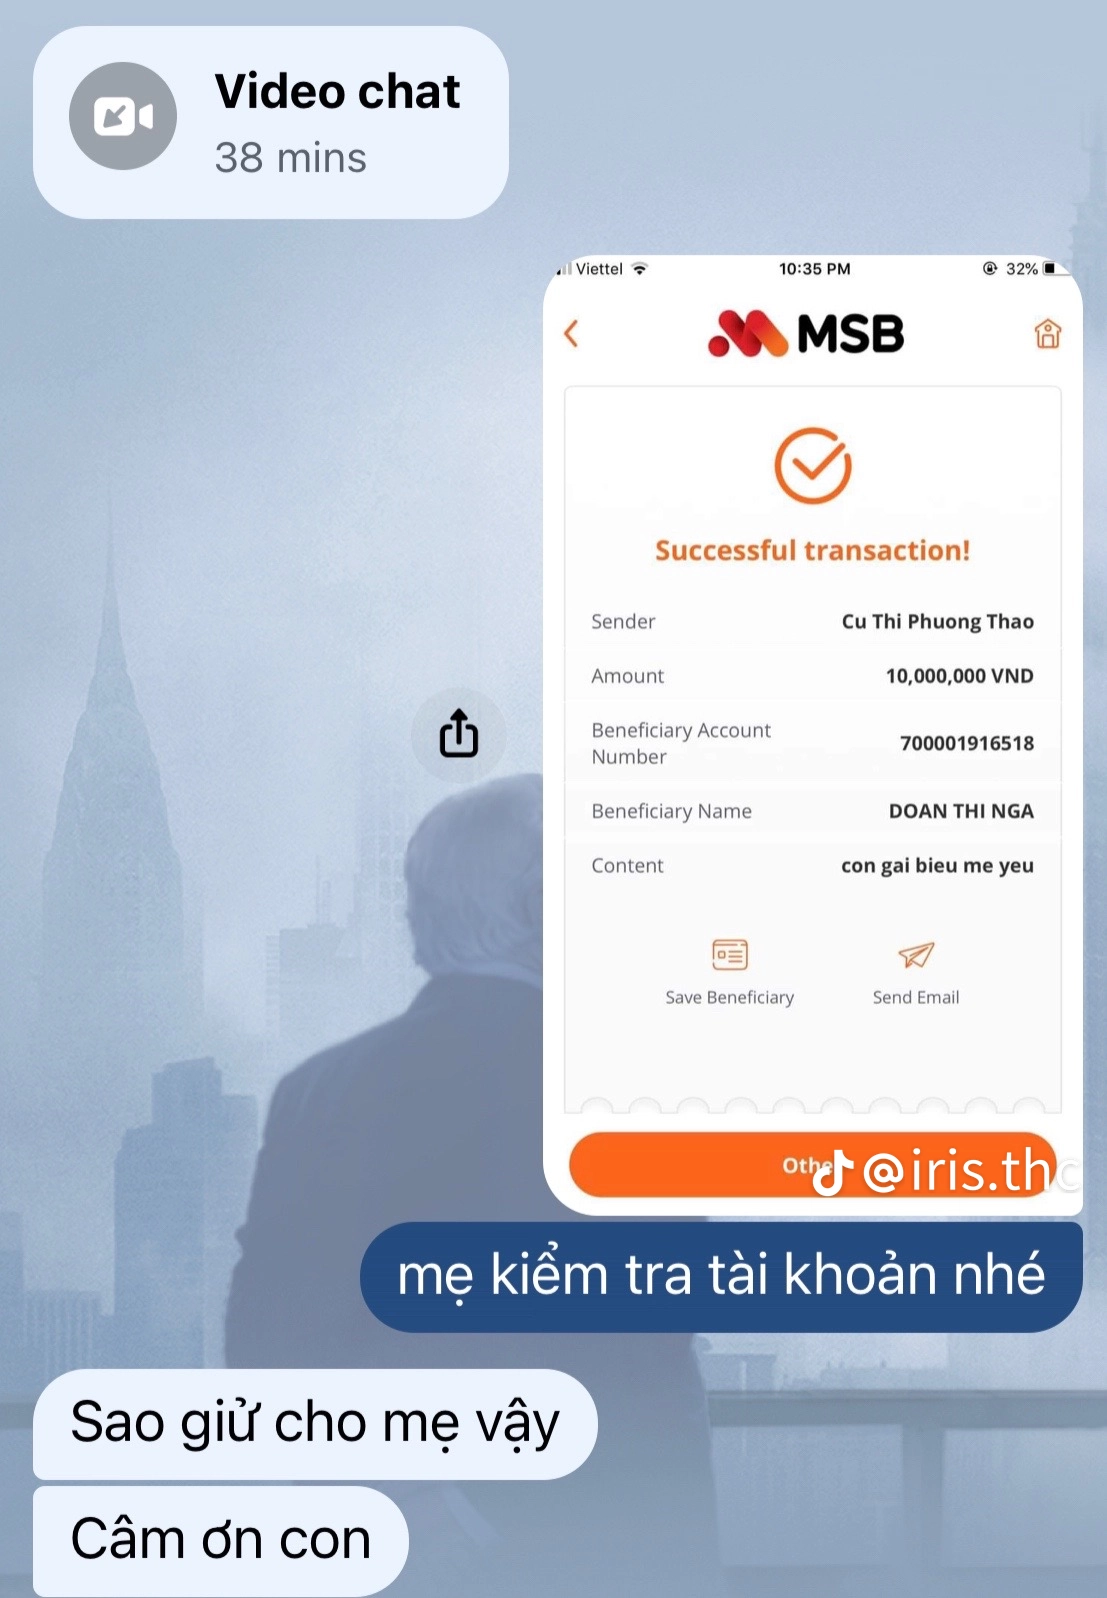 Video chat
38 mins
Viettel 10:35 PM 32%
MSB
Successful transaction!
Sender Cu Thi Phuong Thao
Amount 10,000,000 VND
Beneficiary Account Number 700001916518
Beneficiary Name DOAN THI NGA
Content con gai bieu me yeu
Save Beneficiary Send Email
@iris.thc
mẹ kiểm tra tài khoản nhé
Sao giử cho mẹ vậy
Câm ơn con